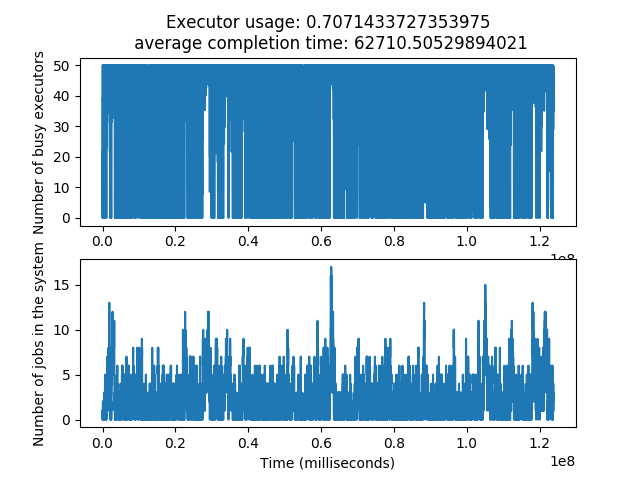 Executor usage: 0.7071433727353975
average completion time: 62710.50529894021
Number of busy executors
50
40
30
20
10
0
0.0 0.2 0.4 0.6 0.8 1.0 1.2
1e8
Number of jobs in the system
15
10
5
0
0.0 0.2 0.4 0.6 0.8 1.0 1.2
Time (milliseconds)
1e8